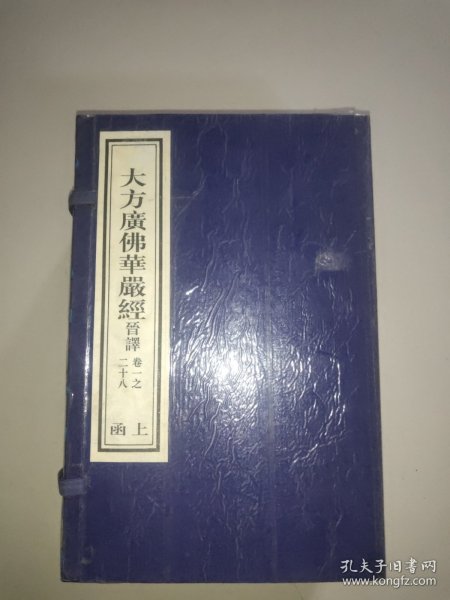 大方廣佛華嚴經晉譯
卷一之
二十八
上函
孔夫子旧书网
www.kongfz.com